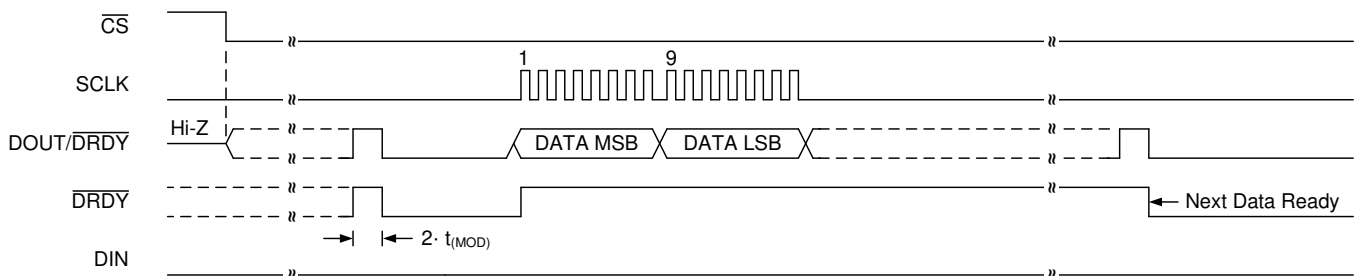 CS
1 9
SCLK
Hi-Z
DOUT/DRDY DATA MSB DATA LSB
DRDY
Next Data Ready
2· t(MOD)
DIN